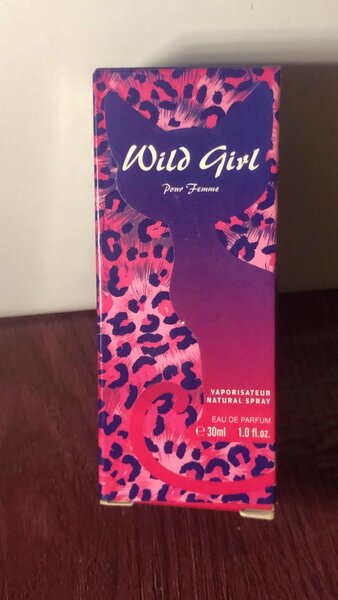 Wild Girl
Pour Femme
VAPORISATEUR
NATURAL SPRAY
EAU DE PARFUM
℮ 30ml 1.0 fl.oz.